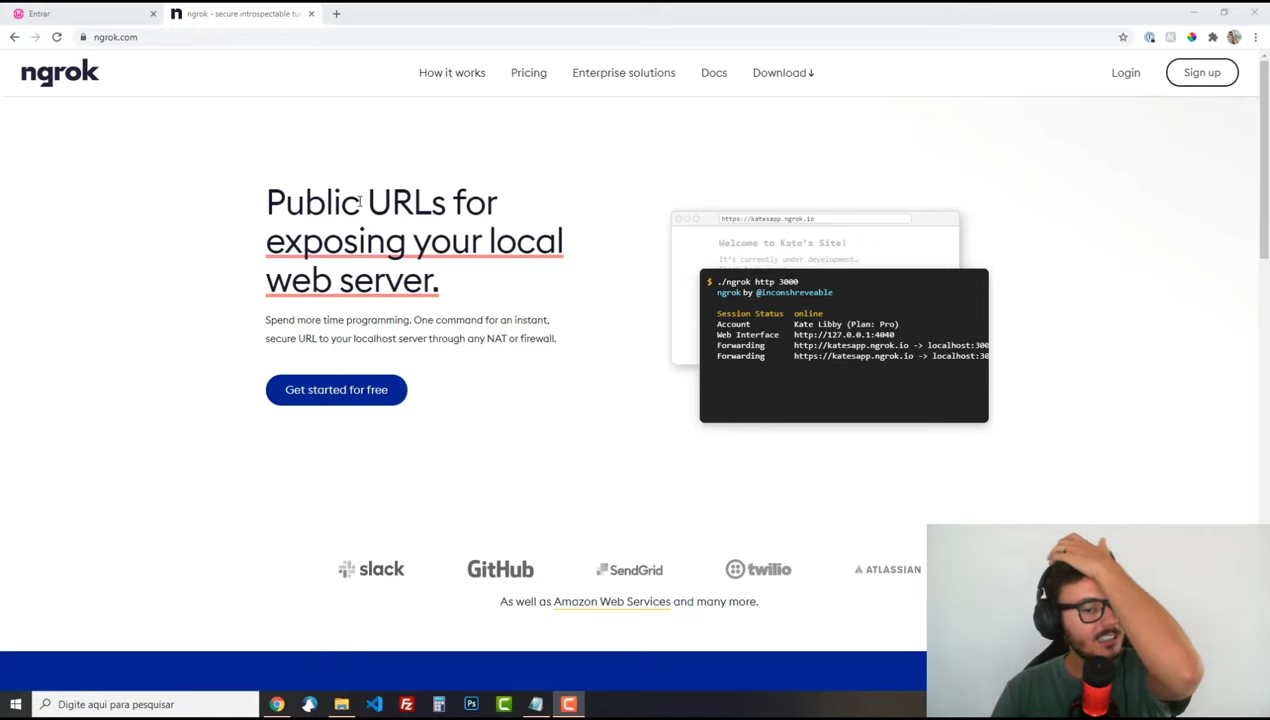 Entrar
ngrok - secure introspectable tu
ngrok.com
ngrok
How it works
Pricing
Enterprise solutions
Docs
Download↓
Login
Sign up
Public URLs for
exposing your local
web server.
Spend more time programming. One command for an instant,
secure URL to your localhost server through any NAT or firewall.
Get started for free
https://katesapp.ngrok.io
Welcome to Kate's Site!
It's currently under development…
$ ./ngrok http 3000
ngrok by @inconshreveable
Session Status online
Account Kate Libby (Plan: Pro)
Web Interface http://127.0.0.1:4040
Forwarding http://katesapp.ngrok.io -> localhost:300
Forwarding https://katesapp.ngrok.io -> localhost:30
slack
GitHub
SendGrid
twilio
ATLASSIAN
As well as Amazon Web Services and many more.
Digite aqui para pesquisar
Fz
Ps
C
C